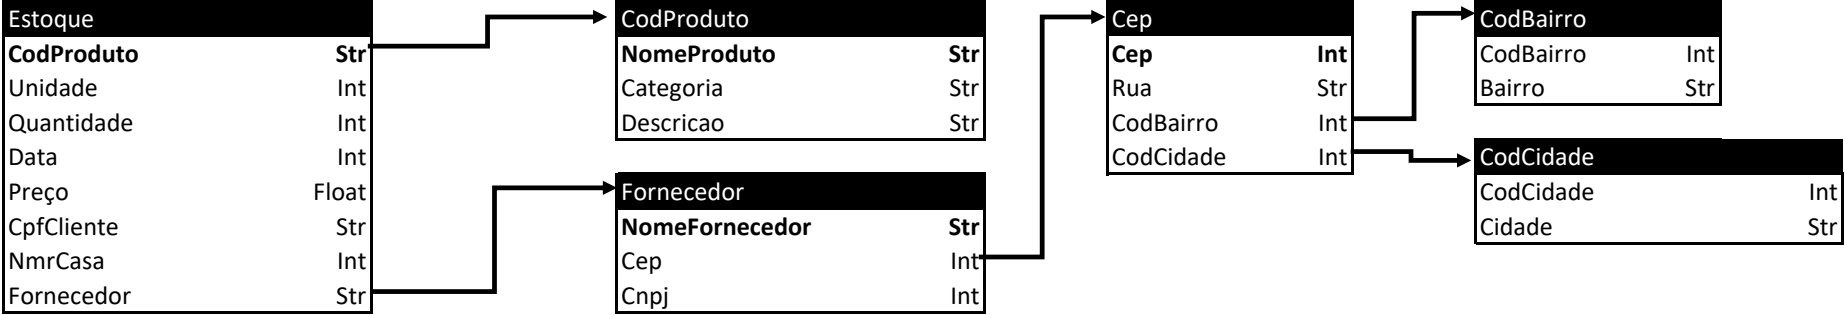 Estoque
CodProduto Str
Unidade Int
Quantidade Int
Data Int
Preço Float
CpfCliente Str
NmrCasa Int
Fornecedor Str
CodProduto
NomeProduto Str
Categoria Str
Descricao Str
Fornecedor
NomeFornecedor Str
Cep Int
Cnpj Int
Cep
Cep Int
Rua Str
CodBairro Int
CodCidade Int
CodBairro
CodBairro Int
Bairro Str
CodCidade
CodCidade Int
Cidade Str